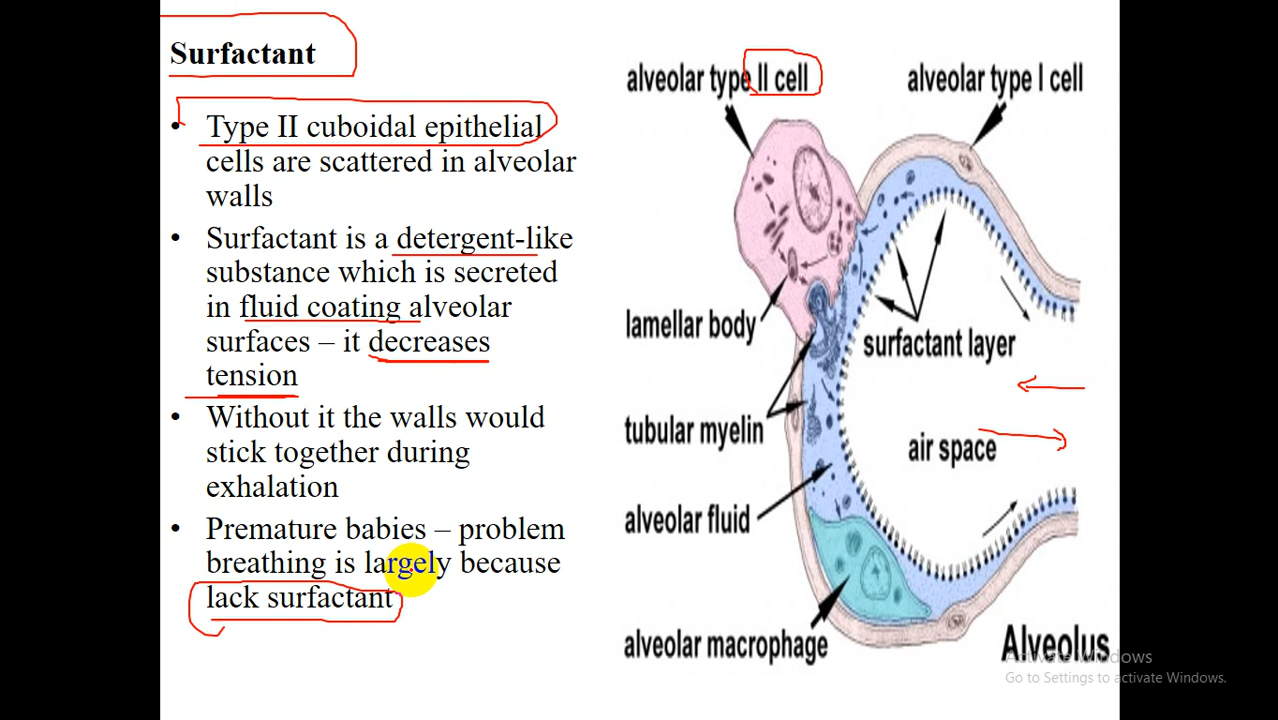 Surfactant
• Type II cuboidal epithelial
cells are scattered in alveolar
walls
• Surfactant is a detergent-like
substance which is secreted
in fluid coating alveolar
surfaces – it decreases
tension
• Without it the walls would
stick together during
exhalation
• Premature babies – problem
breathing is largely because
lack surfactant
alveolar type II cell
alveolar type I cell
lamellar body
surfactant layer
tubular myelin
air space
alveolar fluid
alveolar macrophage
Alveolus
Activate Windows
Go to Settings to activate Windows.